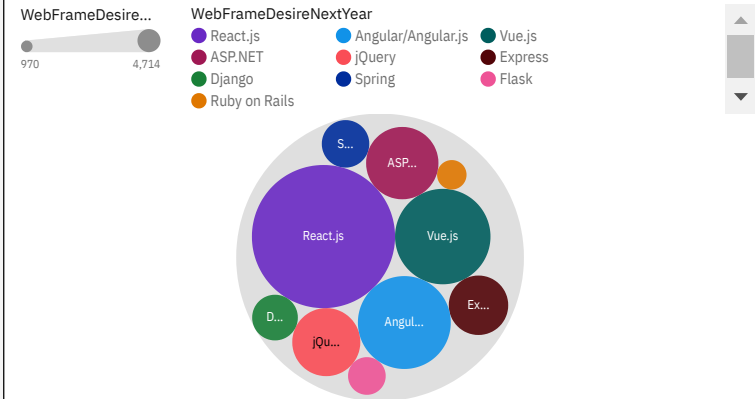 WebFrameDesire...
970 4,714
WebFrameDesireNextYear
React.js Angular/Angular.js Vue.js
ASP.NET jQuery Express
Django Spring Flask
Ruby on Rails
S...
ASP...
React.js
Vue.js
Ex...
D...
Angul...
jQu...